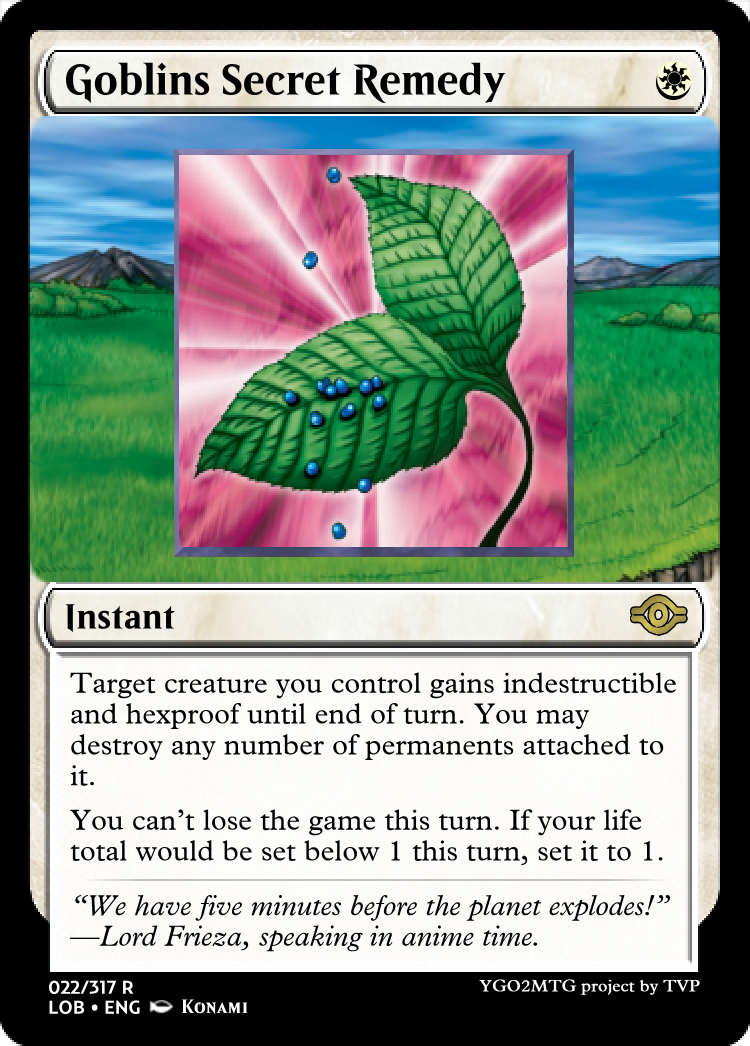 Goblins Secret Remedy
Instant
Target creature you control gains indestructible
and hexproof until end of turn. You may
destroy any number of permanents attached to
it.
You can’t lose the game this turn. If your life
total would be set below 1 this turn, set it to 1.
“We have five minutes before the planet explodes!”
—Lord Frieza, speaking in anime time.
022/317 R
LOB • ENG Konami
YGO2MTG project by TVP